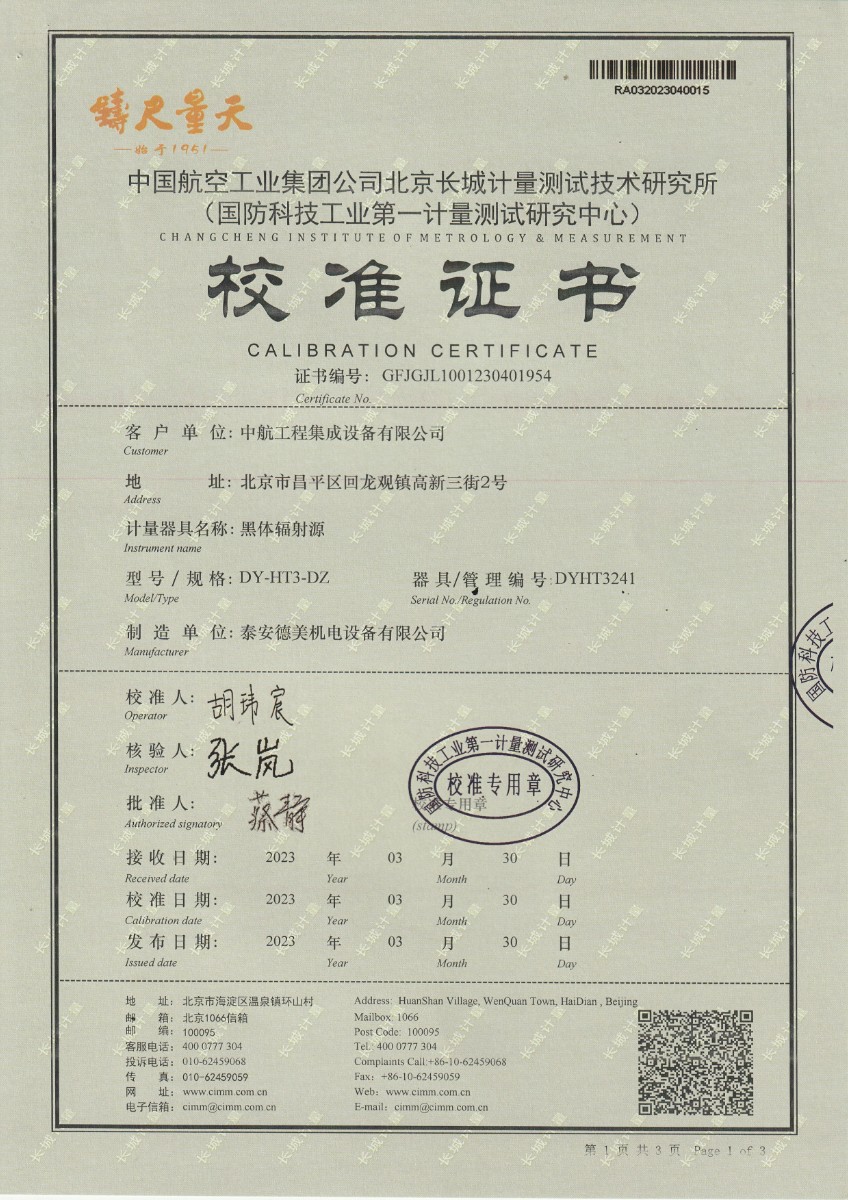 RA032023040015
鑄尺量天
始于1951
中国航空工业集团公司北京长城计量测试技术研究所
（国防科技工业第一计量测试研究中心）
CHANGCHENG INSTITUTE OF METROLOGY & MEASUREMENT
校准证书
CALIBRATION CERTIFICATE
证书编号： GFJGJL1001230401954
Certificate No.
客户单位: 中航工程集成设备有限公司
Customer
地址: 北京市昌平区回龙观镇高新三街2号
Address
计量器具名称: 黑体辐射源
Instrument name
型号/规格: DY-HT3-DZ 器具/管理编号: DYHT3241
Model/Type Serial No./Regulation No.
制造单位: 泰安德美机电设备有限公司
Manufacturer
国防科技工
校准人: 胡玮宸
Operator
核验人: 张岚
Inspector
国防科技工业第一计量测试研究中心
校准专用章
批准人: 蔡静 校准专用章
Authorized signatory (stamp)
接收日期: 2023 年 03 月 30 日
Received date Year Month Day
校准日期: 2023 年 03 月 30 日
Calibration date Year Month Day
发布日期: 2023 年 03 月 30 日
Issued date Year Month Day
地址: 北京市海淀区温泉镇环山村 Address: HuanShan Village, WenQuan Town, HaiDian , Beijing
邮箱: 北京1066信箱 Mailbox: 1066
邮编: 100095 Post Code: 100095
客服电话: 400 0777 304 Tel: 400 0777 304
投诉电话: 010-62459068 Complaints Call:+86-10-62459068
传真: 010-62459059 Fax: +86-10-62459059
网址: www.cimm.com.cn Web: www.cimm.com.cn
电子信箱: cimm@cimm.com.cn E-mail: cimm@cimm.com.cn
第 1 页 共 3 页 Page 1 of 3
长城计量